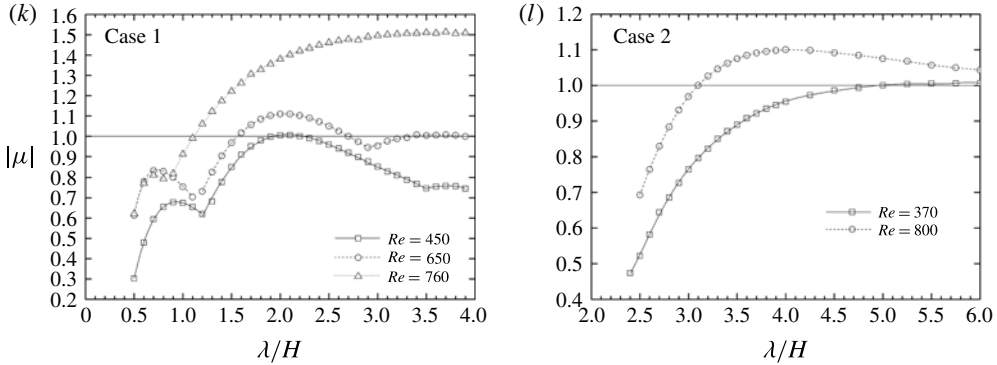 (k)
Case 1
1.5
1.4
1.3
1.2
1.1
1.0
0.9
0.8
0.7
0.6
0.5
0.4
0.3
0.2
|μ|
Re = 450
Re = 650
Re = 760
0 0.5 1.0 1.5 2.0 2.5 3.0 3.5 4.0
λ/H
(l)
Case 2
1.2
1.1
1.0
0.9
0.8
0.7
0.6
0.5
0.4
Re = 370
Re = 800
2.0 2.5 3.0 3.5 4.0 4.5 5.0 5.5 6.0
λ/H